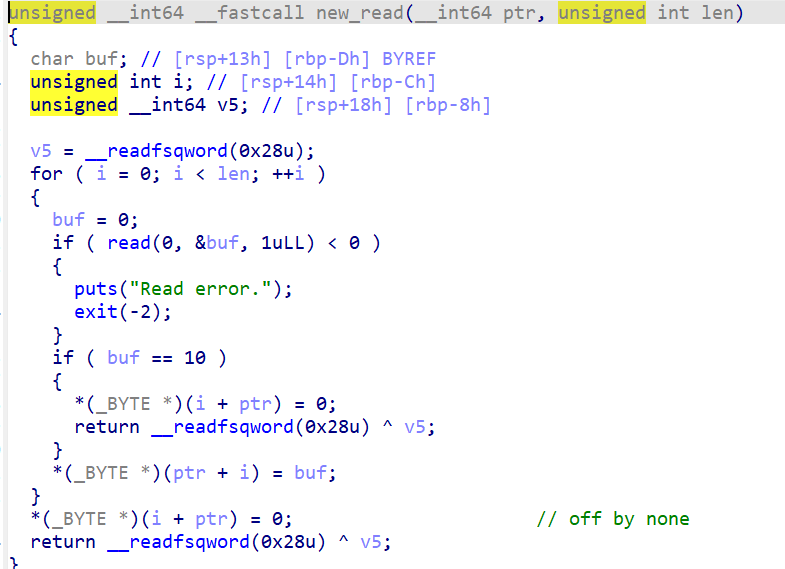 unsigned __int64 __fastcall new_read(__int64 ptr, unsigned int len)
{
char buf; // [rsp+13h] [rbp-Dh] BYREF
unsigned int i; // [rsp+14h] [rbp-Ch]
unsigned __int64 v5; // [rsp+18h] [rbp-8h]
v5 = __readfsqword(0x28u);
for ( i = 0; i < len; ++i )
{
buf = 0;
if ( read(0, &buf, 1uLL) < 0 )
{
puts("Read error.");
exit(-2);
}
if ( buf == 10 )
{
*(_BYTE *)(i + ptr) = 0;
return __readfsqword(0x28u) ^ v5;
}
*(_BYTE *)(ptr + i) = buf;
}
*(_BYTE *)(i + ptr) = 0; // off by none
return __readfsqword(0x28u) ^ v5;
}